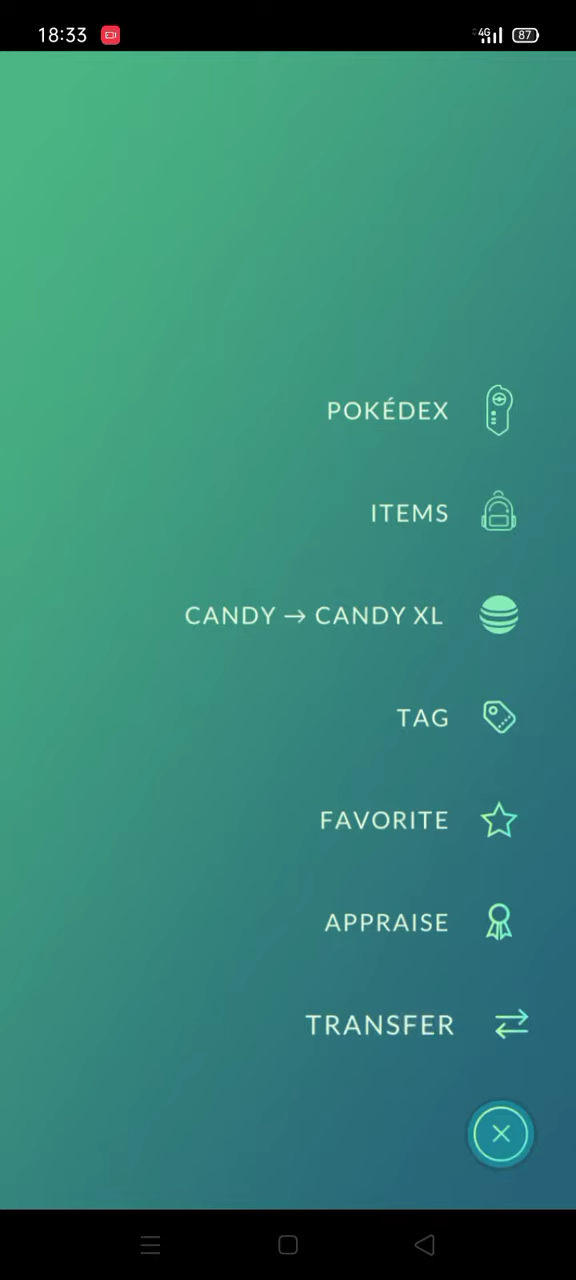 18:33 4G 87
POKÉDEX
ITEMS
CANDY → CANDY XL
TAG
FAVORITE
APPRAISE
TRANSFER